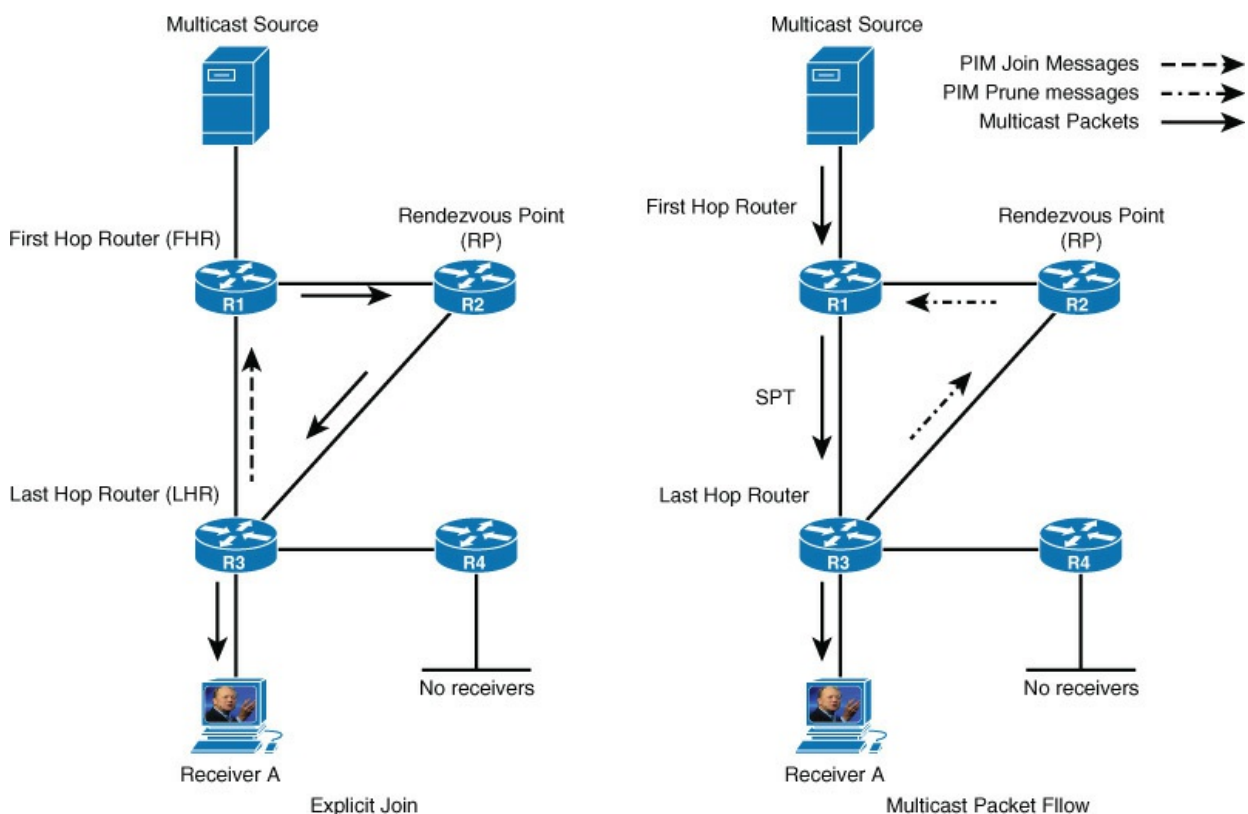 Multicast Source
First Hop Router (FHR)
Rendezvous Point
(RP)
R1
R2
Last Hop Router (LHR)
R3
R4
No receivers
Receiver A
Explicit Join
Multicast Source
PIM Join Messages
PIM Prune messages
Multicast Packets
First Hop Router
Rendezvous Point
(RP)
R1
R2
SPT
Last Hop Router
R3
R4
No receivers
Receiver A
Multicast Packet Fllow